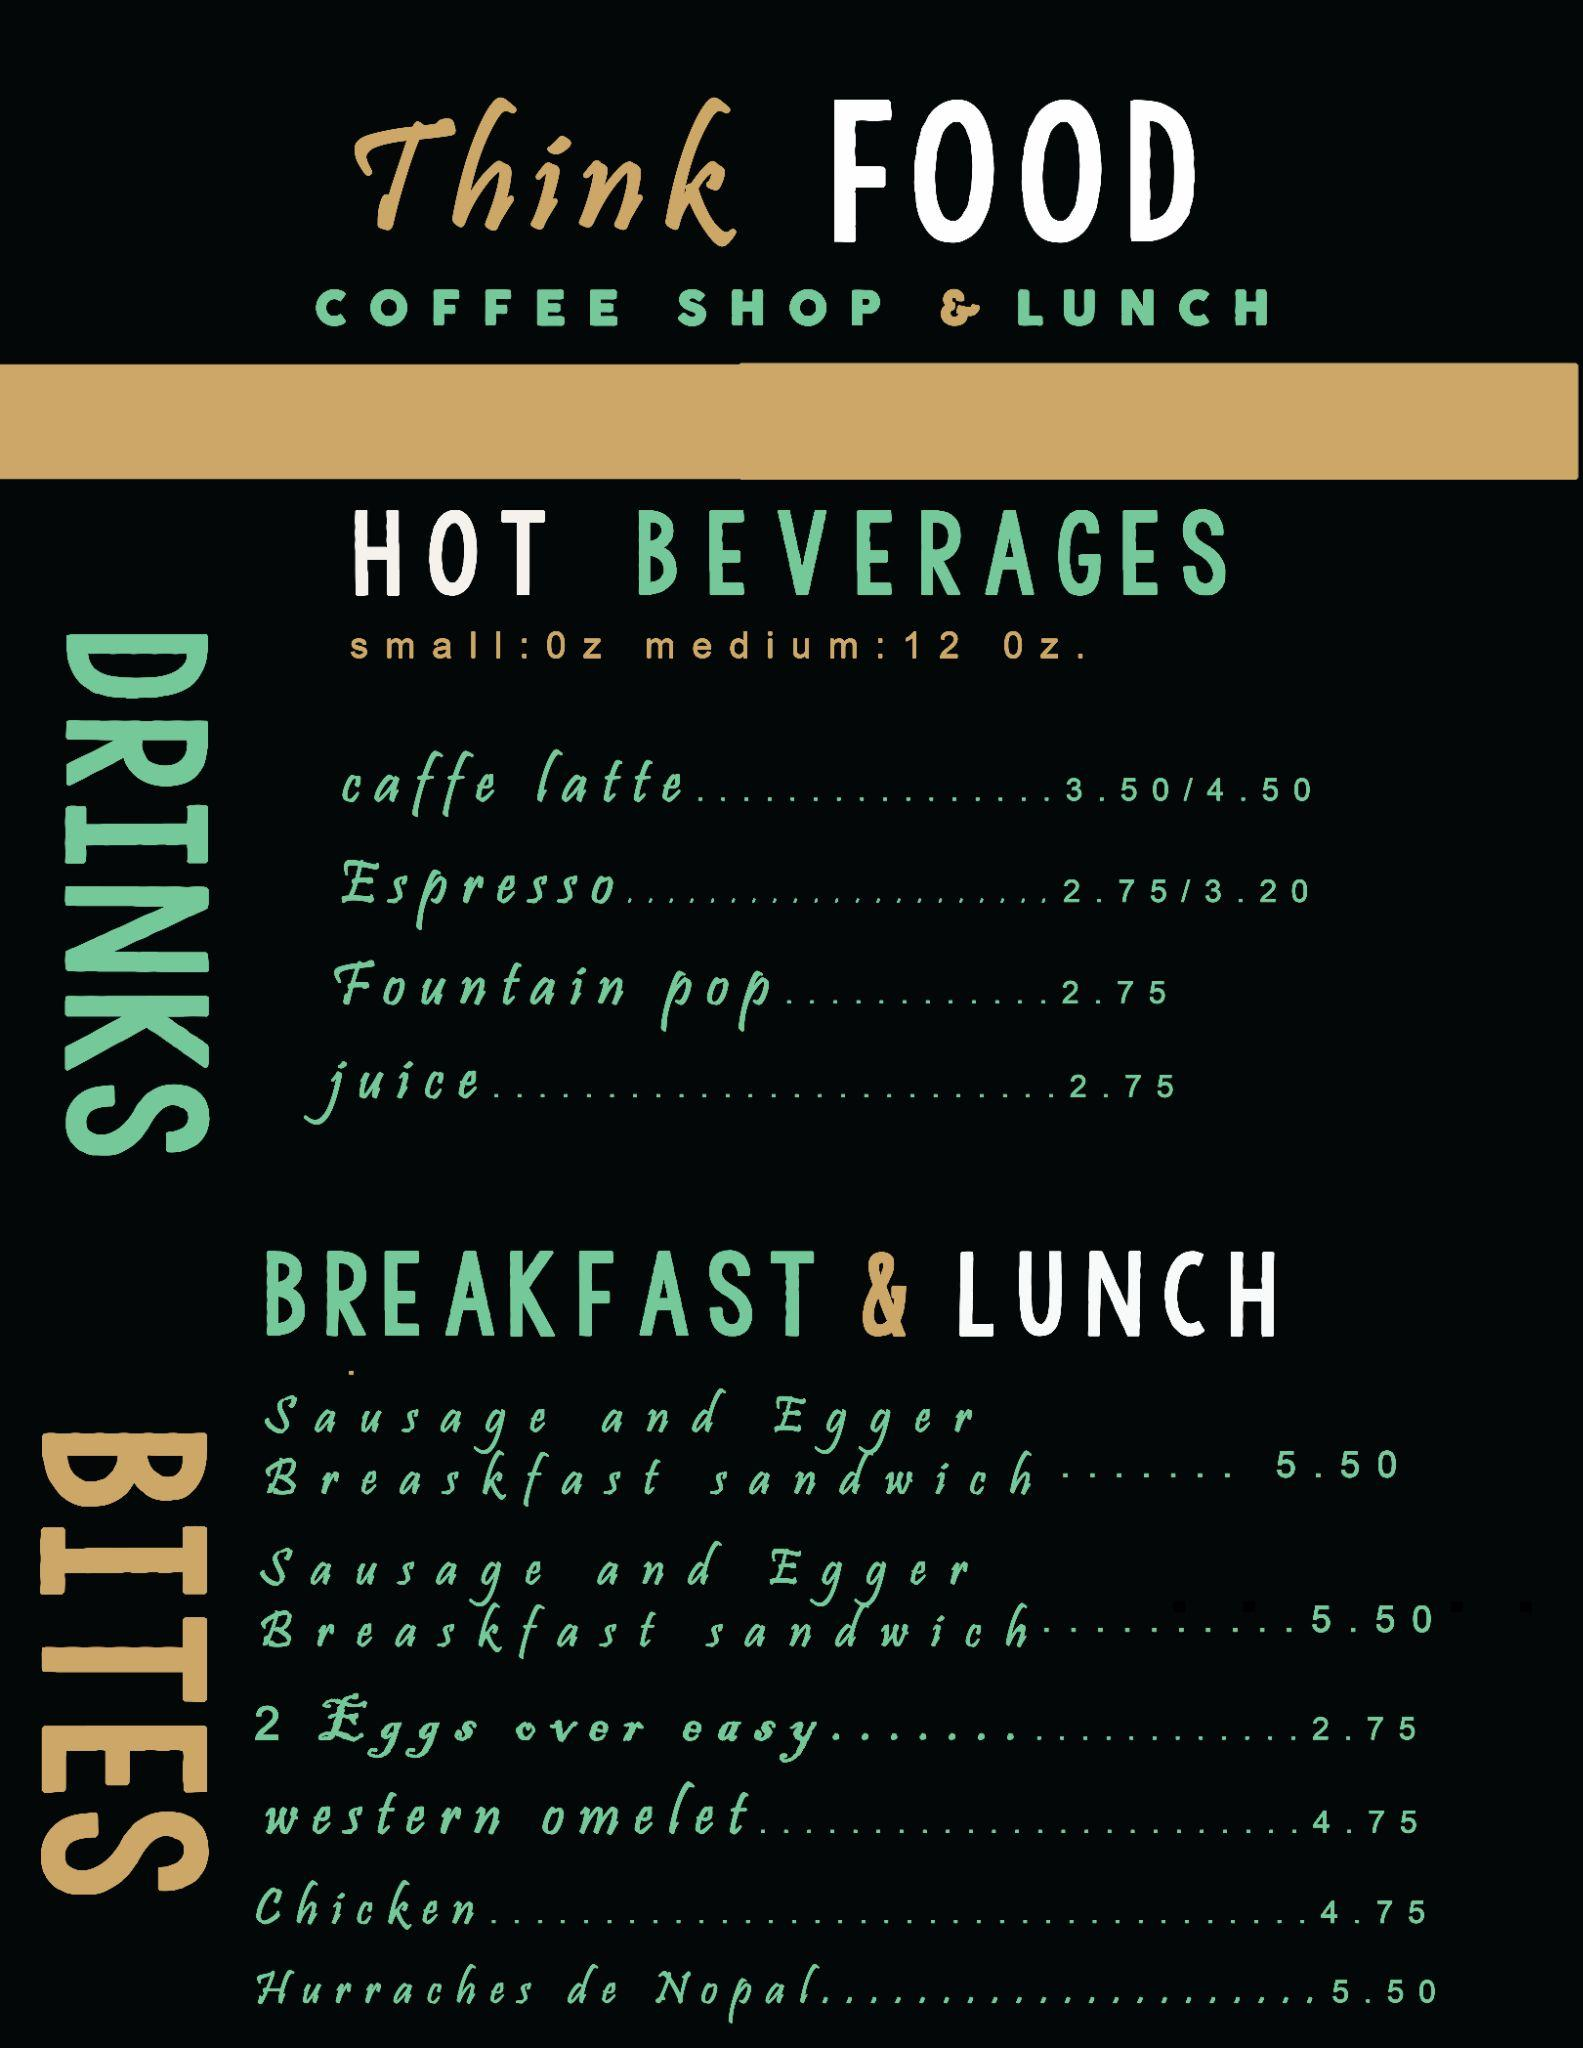 Think FOOD
COFFEE SHOP & LUNCH
HOT BEVERAGES
small:0z medium:12 0z.
DRINKS
caffe latte................3.50/4.50
Espresso.....................2.75/3.20
Fountain pop............2.75
juice.........................2.75
BREAKFAST & LUNCH
BITES
Sausage and Egger
Breaskfast sandwich ....... 5.50
Sausage and Egger
Breaskfast sandwich..........5.50
2 Eggs over easy....................2.75
western omelet........................4.75
Chicken....................................4.75
Hurraches de Nopal.....................5.50